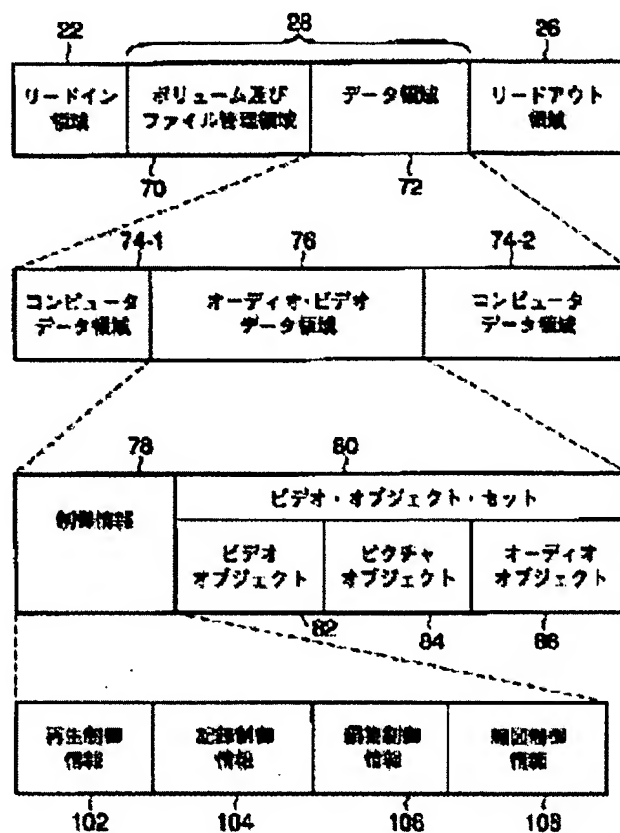 22 28 26
リードイン 領域
ボリューム及び ファイル管理領域
データ領域
リードアウト 領域
70 72
74-1 76 74-2
コンピュータ データ領域
オーディオ・ビデオ データ領域
コンピュータ データ領域
78 80
制御情報
ビデオ・オブジェクト・セット
ビデオ オブジェクト
ピクチャ オブジェクト
オーディオ オブジェクト
82 84 86
再生制御 情報
記録制御 情報
編集制御 情報
縮図制御 情報
102 104 106 108